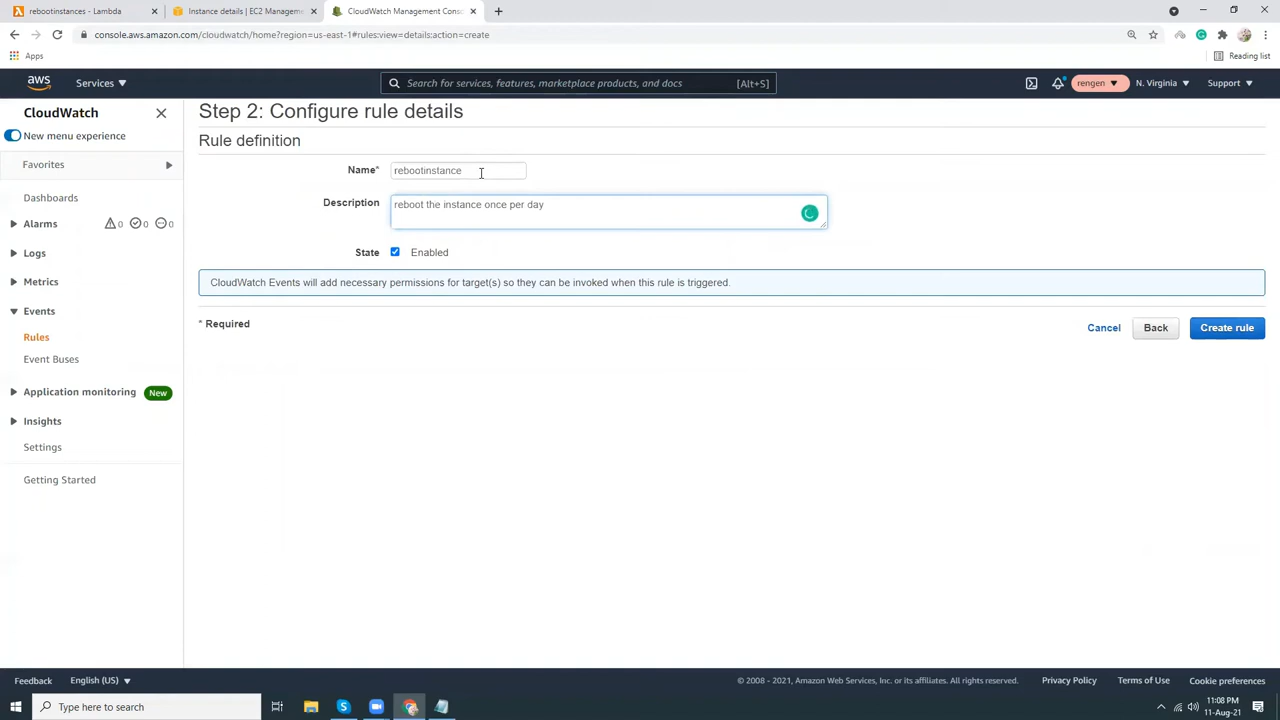 rebootinstances - Lambda
Instance details | EC2 Manageme
CloudWatch Management Conso
console.aws.amazon.com/cloudwatch/home?region=us-east-1#rules:view=details:action=create
Apps
Reading list
aws
Services
Search for services, features, marketplace products, and docs
[Alt+S]
rengen
N. Virginia
Support
CloudWatch
New menu experience
Favorites
Dashboards
Alarms
0
0
0
Logs
Metrics
Events
Rules
Event Buses
Application monitoring
New
Insights
Settings
Getting Started
Step 2: Configure rule details
Rule definition
Name*
rebootinstance
Description
reboot the instance once per day
State
Enabled
CloudWatch Events will add necessary permissions for target(s) so they can be invoked when this rule is triggered.
* Required
Cancel
Back
Create rule
Feedback
English (US)
© 2008 - 2021, Amazon Web Services, Inc. or its affiliates. All rights reserved.
Privacy Policy
Terms of Use
Cookie preferences
Type here to search
11:08 PM
11-Aug-21